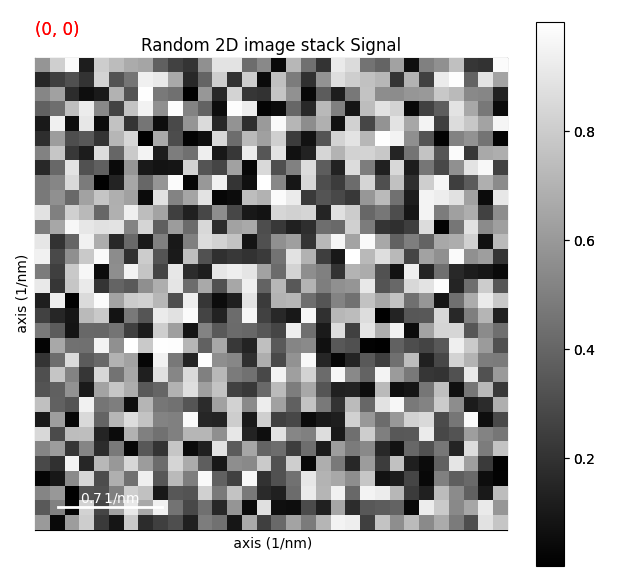 (0, 0)
Random 2D image stack Signal
axis (1/nm)
0.7 1/nm
axis (1/nm)
0.8
0.6
0.4
0.2